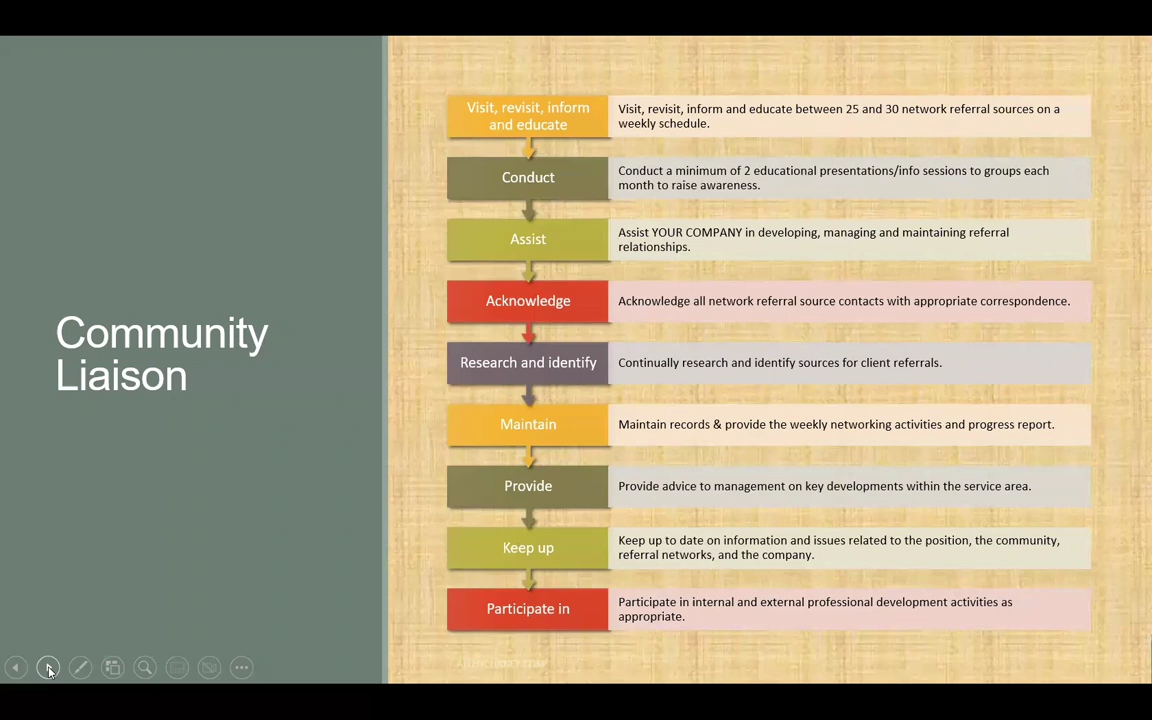 Community
Liaison
Visit, revisit, inform
and educate
Visit, revisit, inform and educate between 25 and 30 network referral sources on a
weekly schedule.
Conduct
Conduct a minimum of 2 educational presentations/info sessions to groups each
month to raise awareness.
Assist
Assist YOUR COMPANY in developing, managing and maintaining referral
relationships.
Acknowledge
Acknowledge all network referral source contacts with appropriate correspondence.
Research and identify
Continually research and identify sources for client referrals.
Maintain
Maintain records & provide the weekly networking activities and progress report.
Provide
Provide advice to management on key developments within the service area.
Keep up
Keep up to date on information and issues related to the position, the community,
referral networks, and the company.
Participate in
Participate in internal and external professional development activities as
appropriate.